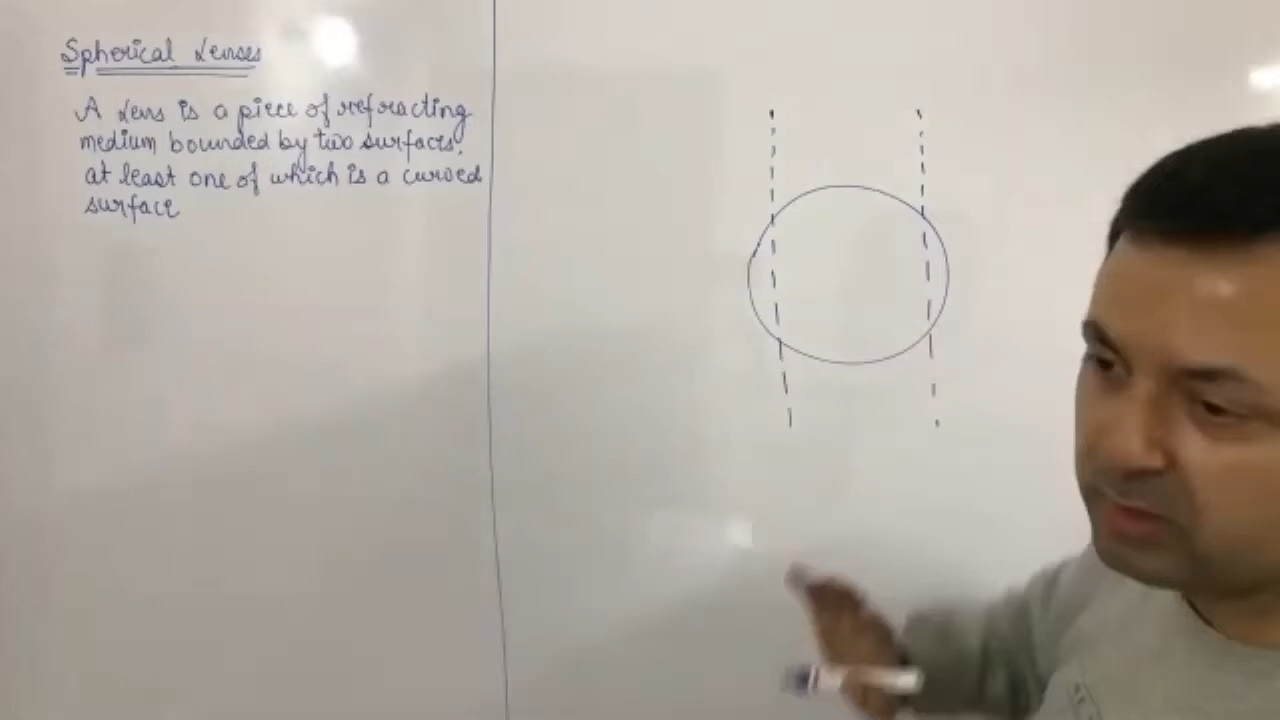 Spherical Lenses
A Lens is a piece of refracting
medium bounded by two surfaces.
at least one of which is a curved
surface